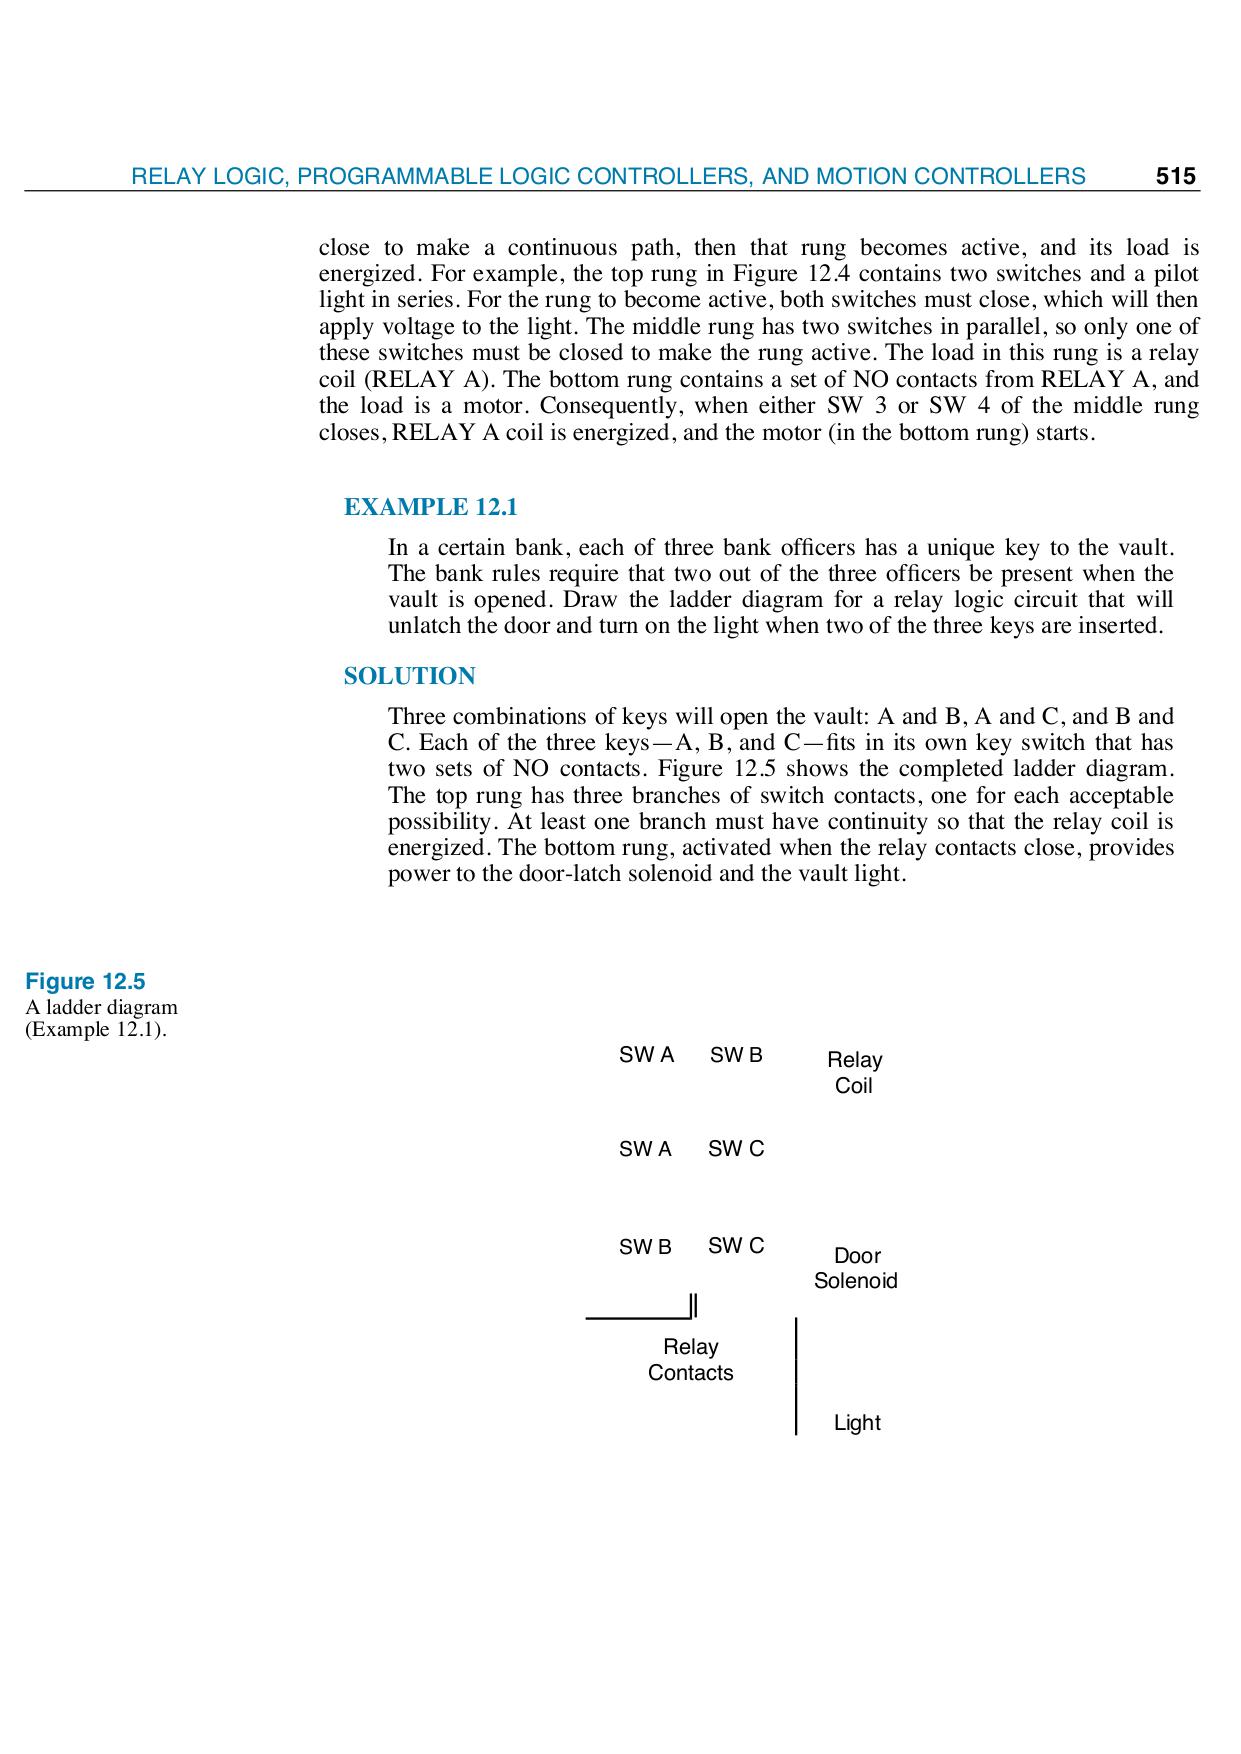 RELAY LOGIC, PROGRAMMABLE LOGIC CONTROLLERS, AND MOTION CONTROLLERS 515
close to make a continuous path, then that rung becomes active, and its load is
energized. For example, the top rung in Figure 12.4 contains two switches and a pilot
light in series. For the rung to become active, both switches must close, which will then
apply voltage to the light. The middle rung has two switches in parallel, so only one of
these switches must be closed to make the rung active. The load in this rung is a relay
coil (RELAY A). The bottom rung contains a set of NO contacts from RELAY A, and
the load is a motor. Consequently, when either SW 3 or SW 4 of the middle rung
closes, RELAY A coil is energized, and the motor (in the bottom rung) starts.
EXAMPLE 12.1
In a certain bank, each of three bank officers has a unique key to the vault.
The bank rules require that two out of the three officers be present when the
vault is opened. Draw the ladder diagram for a relay logic circuit that will
unlatch the door and turn on the light when two of the three keys are inserted.
SOLUTION
Three combinations of keys will open the vault: A and B, A and C, and B and
C. Each of the three keys—A, B, and C—fits in its own key switch that has
two sets of NO contacts. Figure 12.5 shows the completed ladder diagram.
The top rung has three branches of switch contacts, one for each acceptable
possibility. At least one branch must have continuity so that the relay coil is
energized. The bottom rung, activated when the relay contacts close, provides
power to the door-latch solenoid and the vault light.
Figure 12.5
A ladder diagram
(Example 12.1).
SW A SW B Relay
Coil
SW A SW C
SW B SW C Door
Solenoid
Relay
Contacts
Light